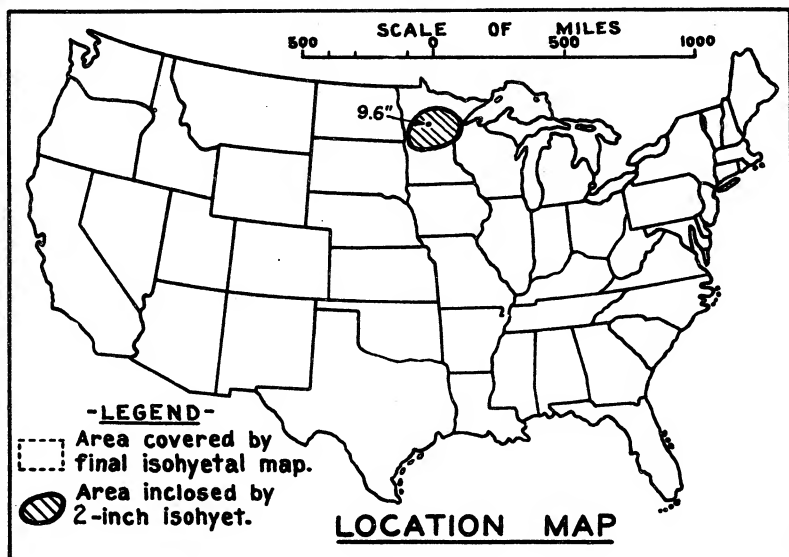 SCALE OF MILES
500 0 500 1000
9.6"
-LEGEND-
Area covered by
final isohyetal map.
Area inclosed by
2-inch isohyet.
LOCATION MAP